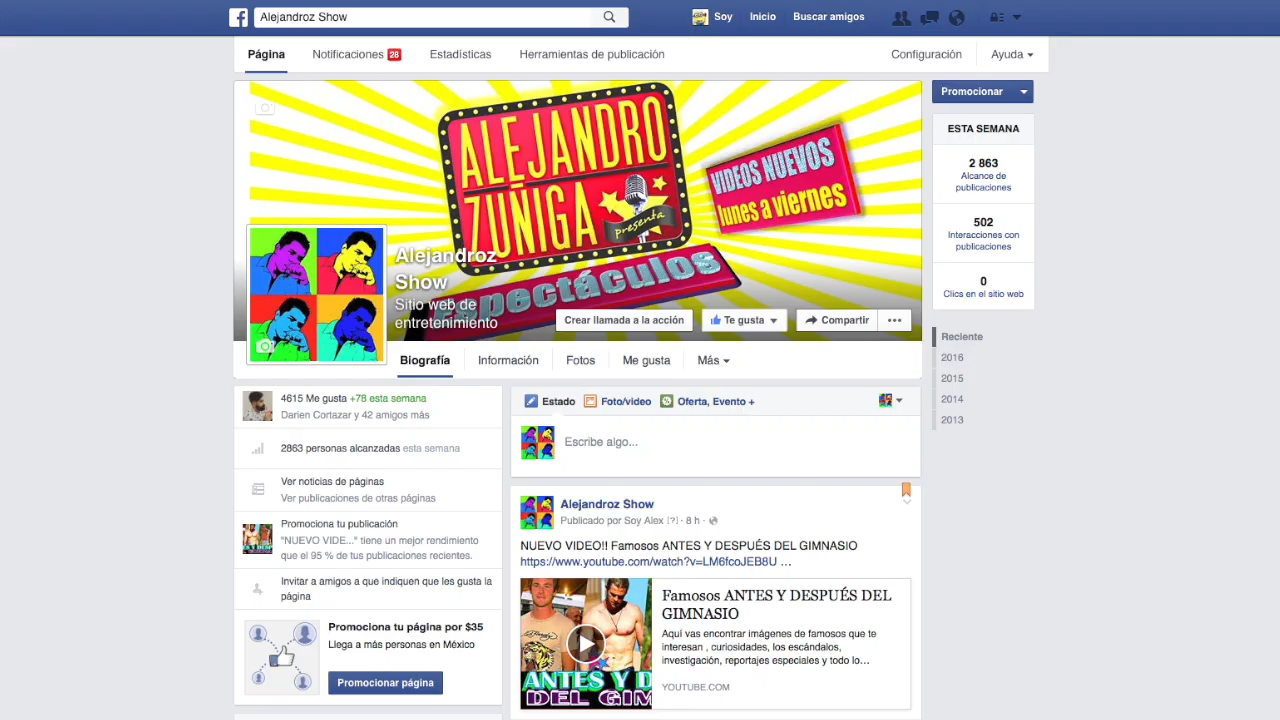 Alejandroz Show
Soy
Inicio
Buscar amigos
Página
Notificaciones 28
Estadísticas
Herramientas de publicación
Configuración
Ayuda
ALEJANDRO
ZUÑIGA
presenta
Espectáculos
VIDEOS NUEVOS
lunes a viernes
Alejandroz
Show
Sitio web de
entretenimiento
Crear llamada a la acción
Te gusta
Compartir
Promocionar
ESTA SEMANA
2 863
Alcance de
publicaciones
502
Interacciones con
publicaciones
0
Clics en el sitio web
Reciente
2016
2015
2014
2013
Biografía
Información
Fotos
Me gusta
Más
4615 Me gusta +78 esta semana
Darien Cortazar y 42 amigos más
2863 personas alcanzadas esta semana
Ver noticias de páginas
Ver publicaciones de otras páginas
Promociona tu publicación
"NUEVO VIDE..." tiene un mejor rendimiento
que el 95 % de tus publicaciones recientes.
Invitar a amigos a que indiquen que les gusta la
página
Promociona tu página por $35
Llega a más personas en México
Promocionar página
Estado
Foto/video
Oferta, Evento +
Escribe algo...
Alejandroz Show
Publicado por Soy Alex [?] · 8 h ·
NUEVO VIDEO!! Famosos ANTES Y DESPUÉS DEL GIMNASIO
https://www.youtube.com/watch?v=LM6fcoJEB8U ...
ANTES Y D
DEL GIM
Famosos ANTES Y DESPUÉS DEL
GIMNASIO
Aquí vas encontrar imágenes de famosos que te
interesan , curiosidades, los escándalos,
investigación, reportajes especiales y todo lo...
YOUTUBE.COM